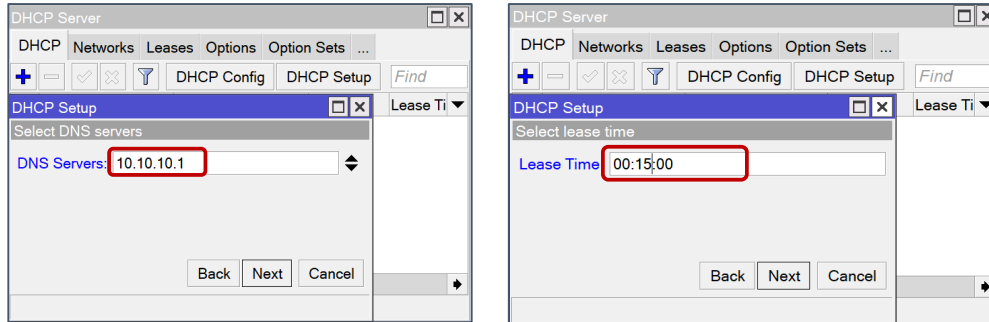 DHCP Server
DHCP Networks Leases Options Option Sets ...
DHCP Config DHCP Setup Find
DHCP Setup
Lease Ti
Select DNS servers
DNS Servers: 10.10.10.1
Back Next Cancel
DHCP Server
DHCP Networks Leases Options Option Sets ...
DHCP Config DHCP Setup Find
DHCP Setup
Lease Ti
Select lease time
Lease Time 00:15:00
Back Next Cancel